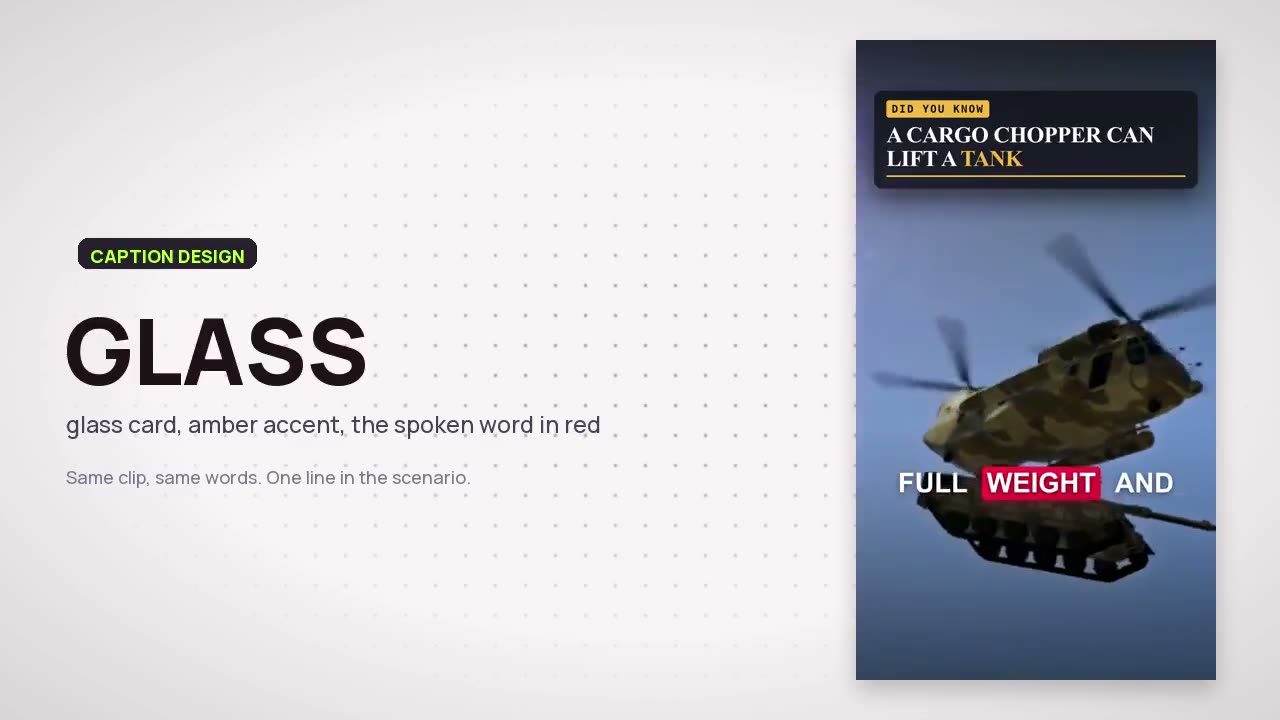 CAPTION DESIGN
GLASS
glass card, amber accent, the spoken word in red
Same clip, same words. One line in the scenario.
DID YOU KNOW
A CARGO CHOPPER CAN
LIFT A TANK
FULL WEIGHT AND